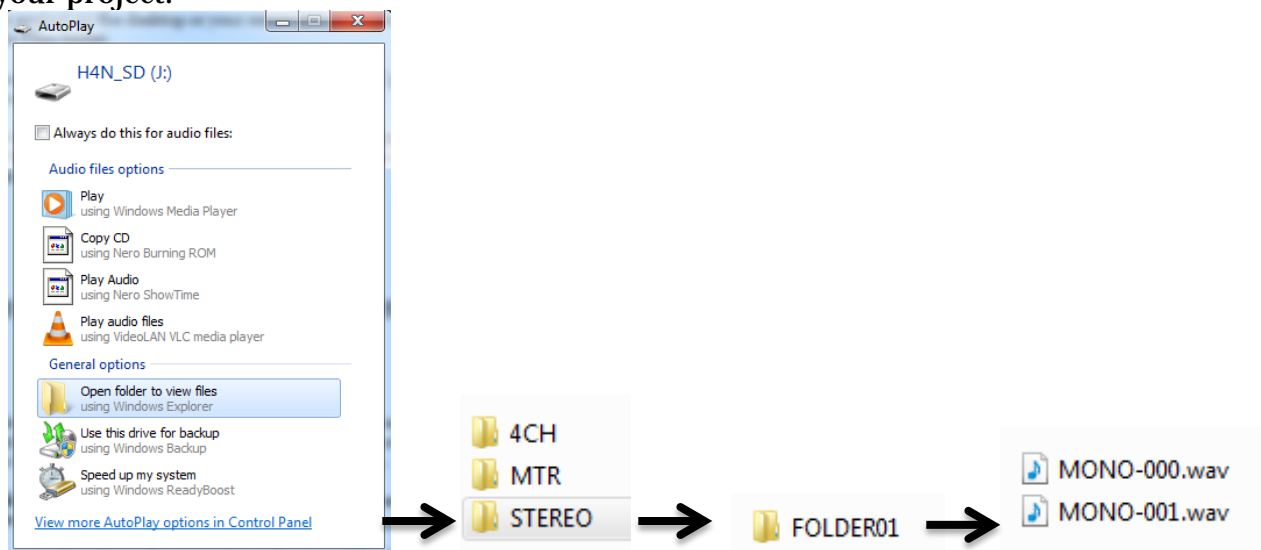 your project.
AutoPlay
H4N_SD (J:)
Always do this for audio files:
Audio files options
Play
using Windows Media Player
Copy CD
using Nero Burning ROM
Play Audio
using Nero ShowTime
Play audio files
using VideoLAN VLC media player
General options
Open folder to view files
using Windows Explorer
Use this drive for backup
using Windows Backup
Speed up my system
using Windows ReadyBoost
View more AutoPlay options in Control Panel
4CH
MTR
STEREO
FOLDER01
MONO-000.wav
MONO-001.wav